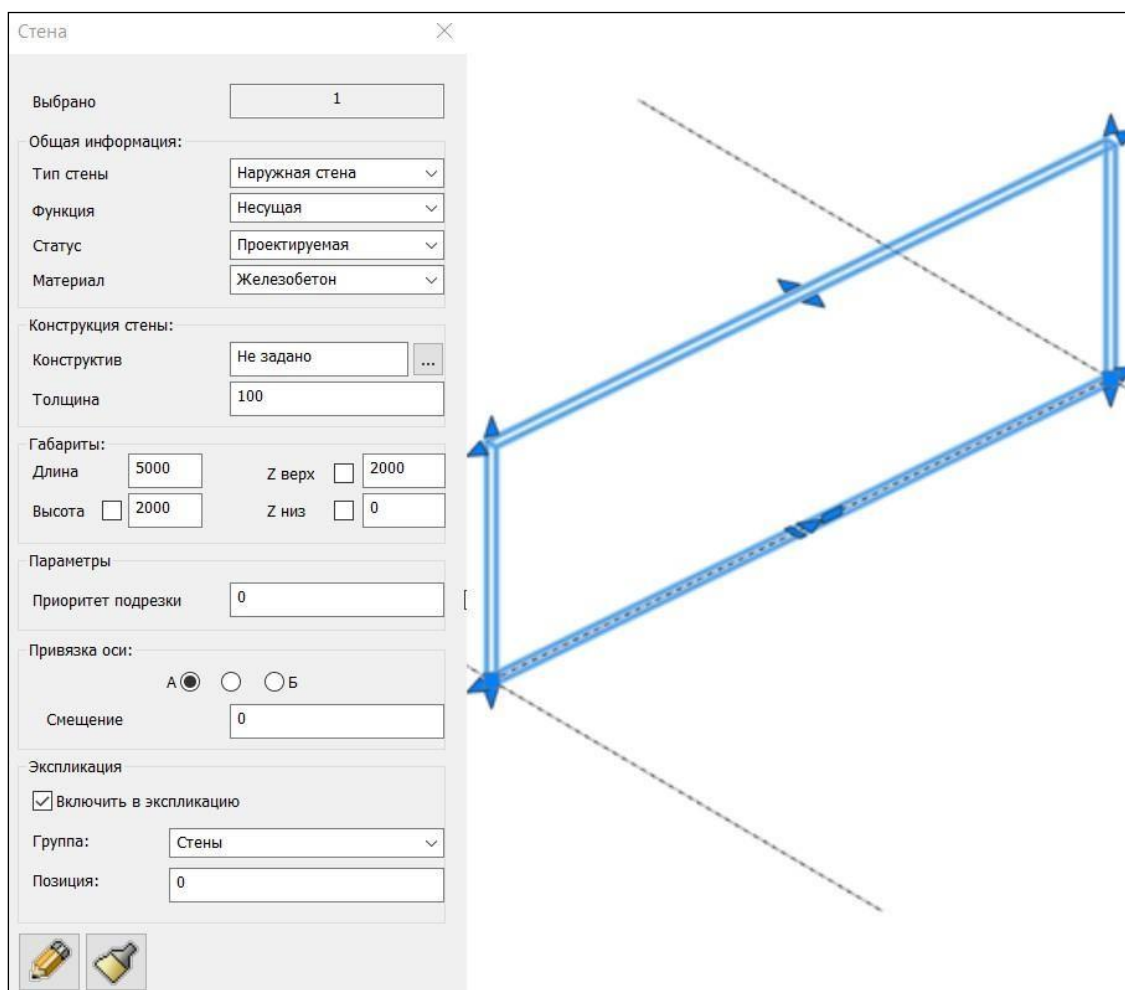 Стена
Выбрано 1
Общая информация:
Тип стены Наружная стена
Функция Несущая
Статус Проектируемая
Материал Железобетон
Конструкция стены:
Конструктив Не задано ...
Толщина 100
Габариты:
Длина 5000 Z верх 2000
Высота 2000 Z низ 0
Параметры
Приоритет подрезки 0
Привязка оси:
А Б
Смещение 0
Экспликация
Включить в экспликацию
Группа: Стены
Позиция: 0